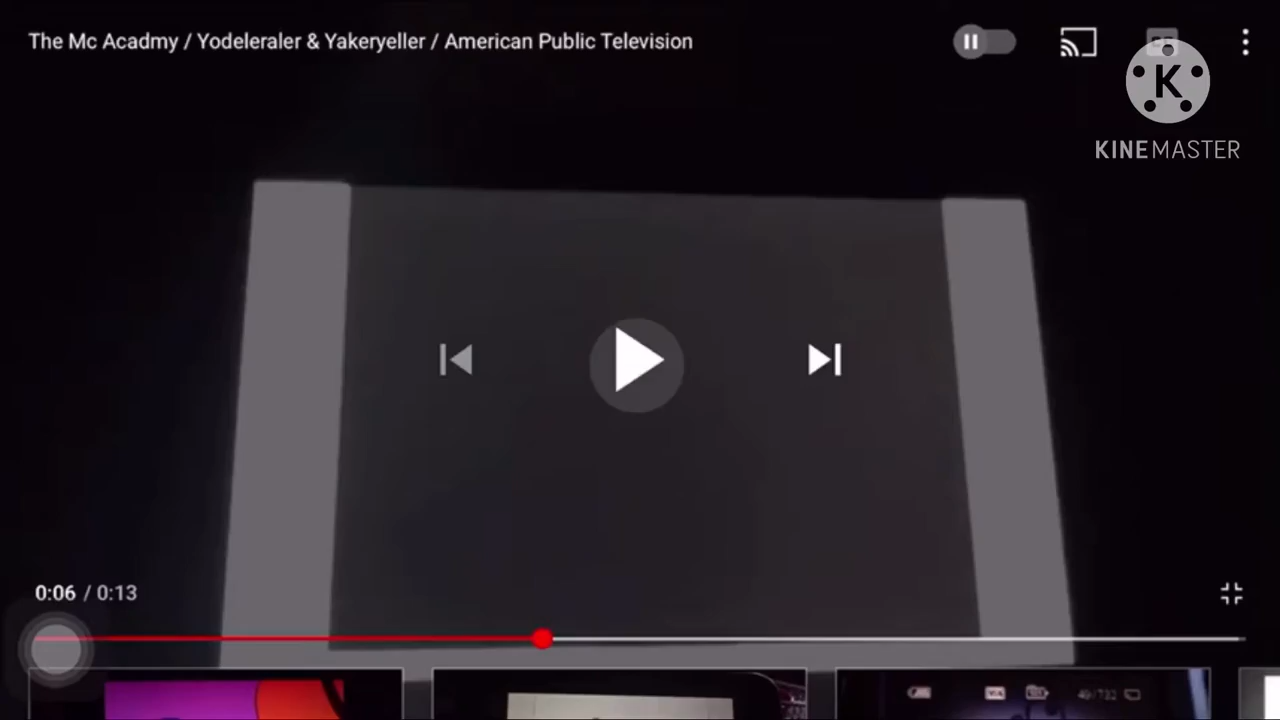 The Mc Acadmy / Yodeleraler & Yakeryeller / American Public Television
K
KINEMASTER
0:06 / 0:13